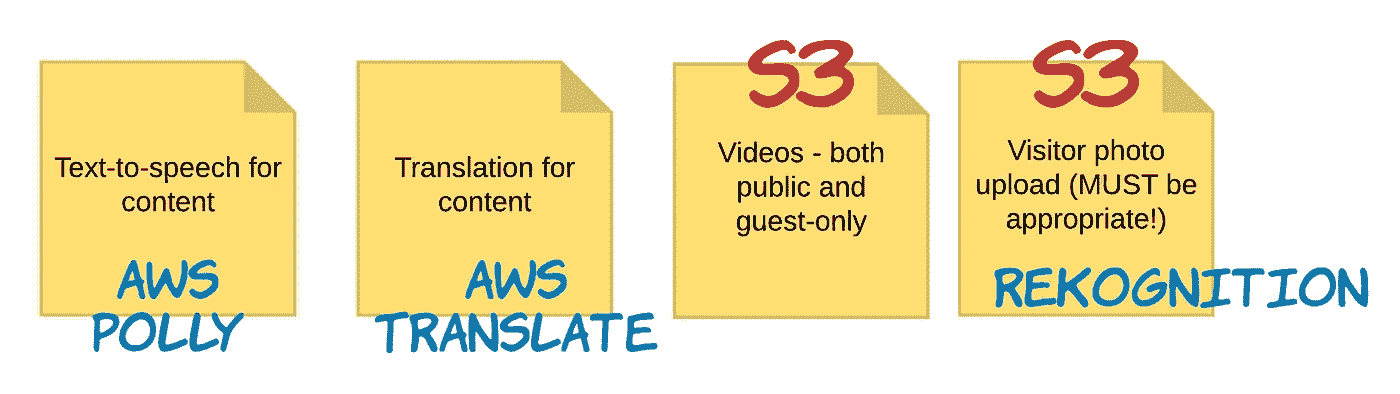 Text-to-speech for
content
AWS
POLLY
Translation for
content
AWS
TRANSLATE
S3
Videos - both
public and
guest-only
S3
Visitor photo
upload (MUST be
appropriate!)
REKOGNITION